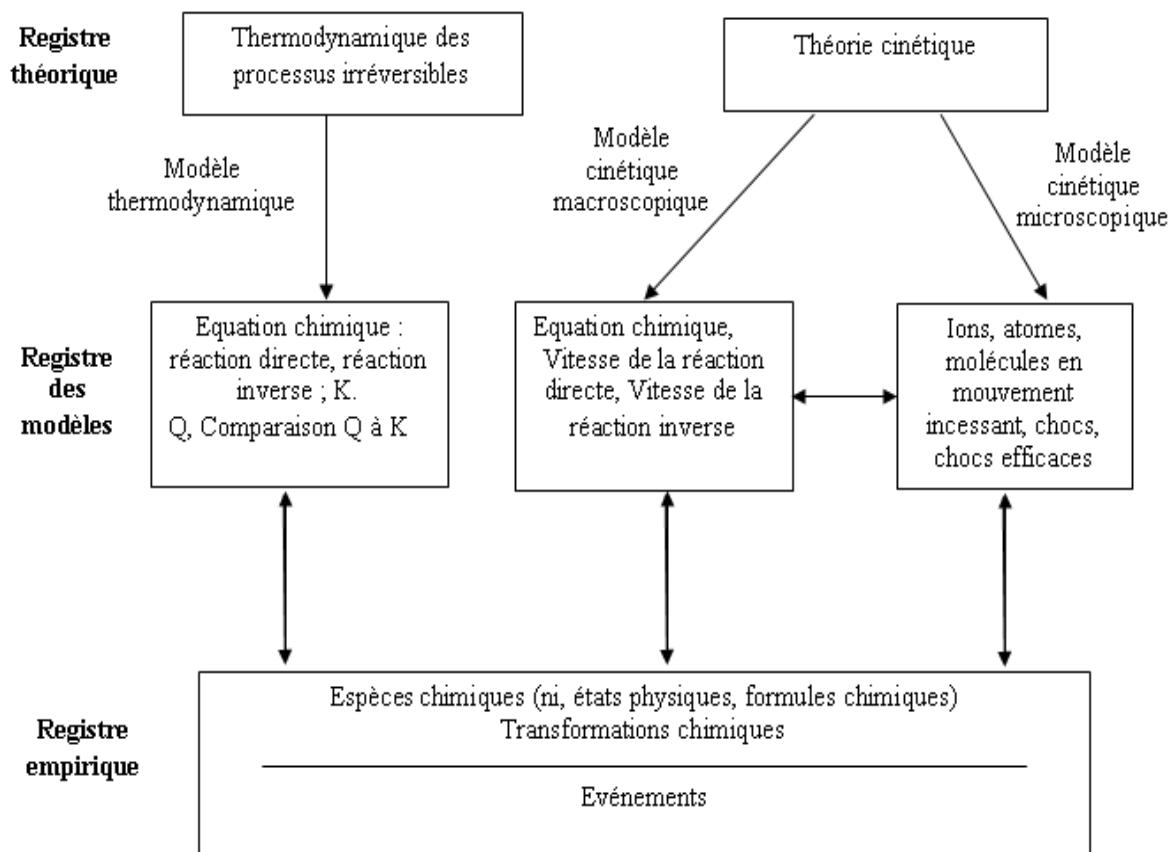 Registre
théorique
Thermodynamique des
processus irréversibles
Théorie cinétique
Modèle
thermodynamique
Modèle
cinétique
macroscopique
Modèle
cinétique
microscopique
Registre
des
modèles
Equation chimique :
réaction directe, réaction
inverse ; K.
Q, Comparaison Q à K
Equation chimique,
Vitesse de la réaction
directe, Vitesse de la
réaction inverse
Ions, atomes,
molécules en
mouvement
incessant, chocs,
chocs efficaces
Registre
empirique
Espèces chimiques (ni, états physiques, formules chimiques)
Transformations chimiques
Evénements